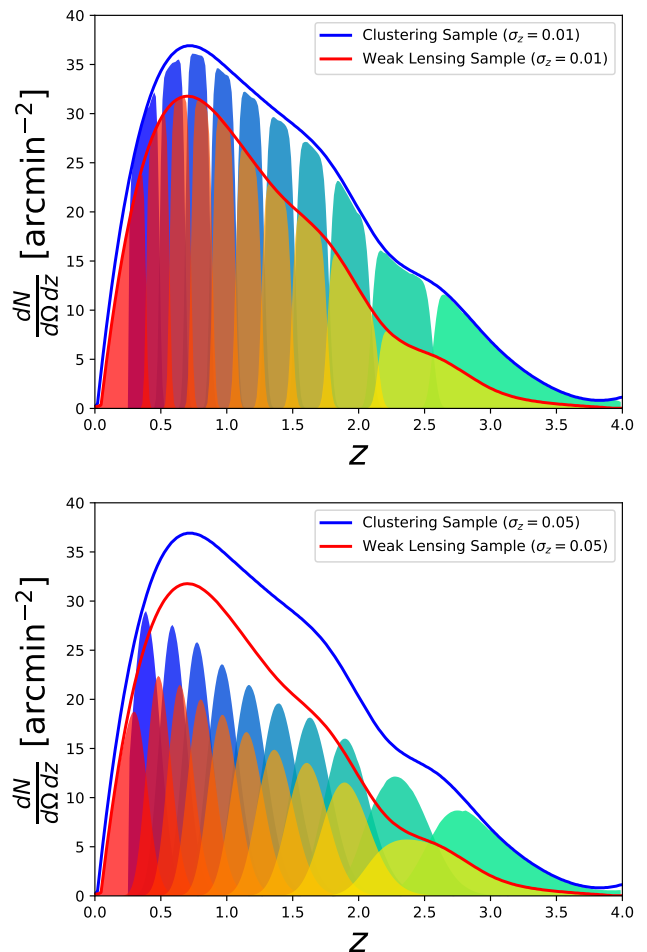 40
35
30
25
20
15
10
5
0
dN/dΩ dz [arcmin⁻²]
Clustering Sample (σz = 0.01)
Weak Lensing Sample (σz = 0.01)
0.0 0.5 1.0 1.5 2.0 2.5 3.0 3.5 4.0
z
40
35
30
25
20
15
10
5
0
dN/dΩ dz [arcmin⁻²]
Clustering Sample (σz = 0.05)
Weak Lensing Sample (σz = 0.05)
0.0 0.5 1.0 1.5 2.0 2.5 3.0 3.5 4.0
z